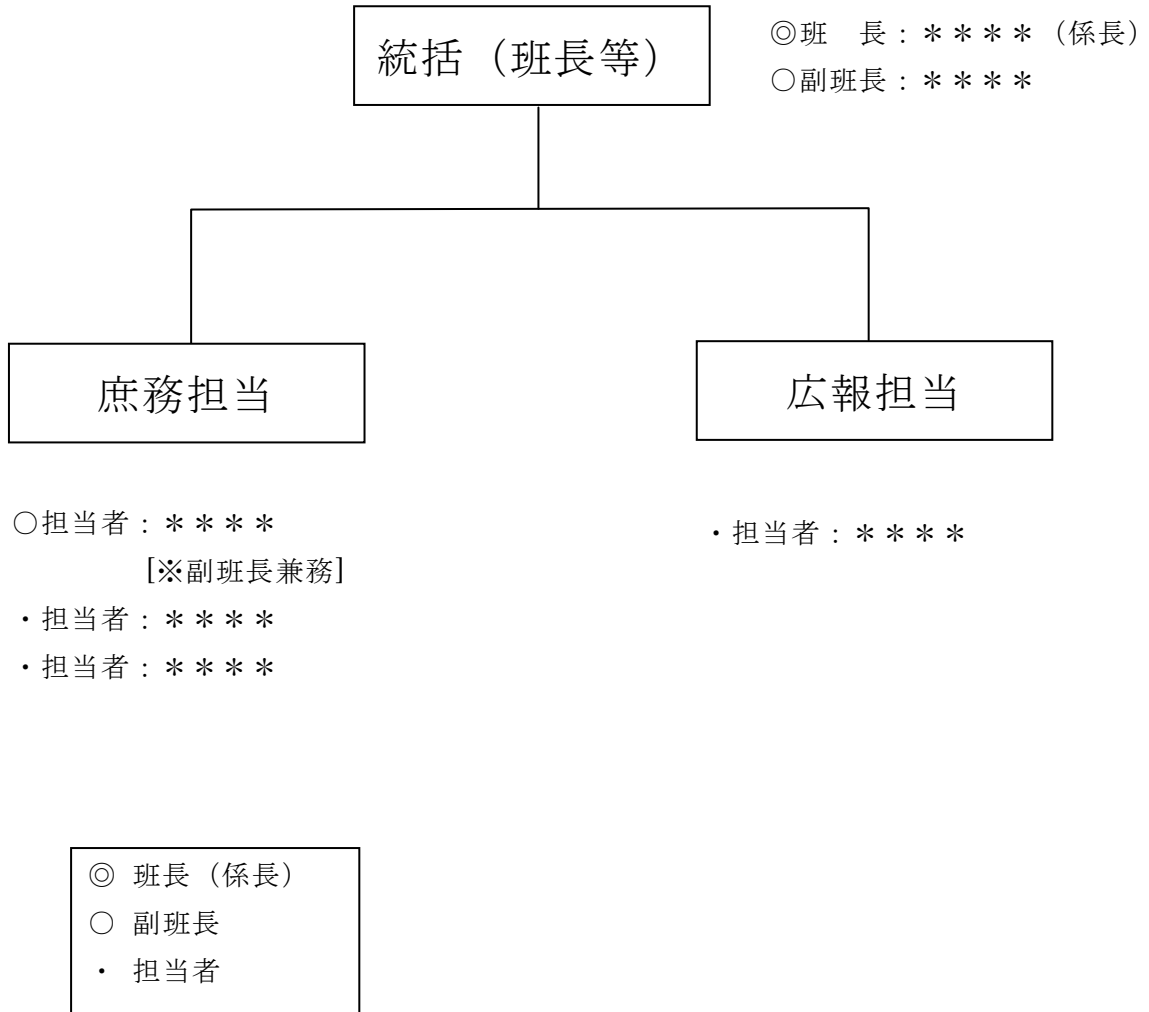 統括（班長等）
◎班　長：＊＊＊＊（係長）
○副班長：＊＊＊＊
庶務担当
広報担当
○担当者：＊＊＊＊
[※副班長兼務]
・担当者：＊＊＊＊
・担当者：＊＊＊＊
・担当者：＊＊＊＊
◎ 班長（係長）
○ 副班長
・ 担当者